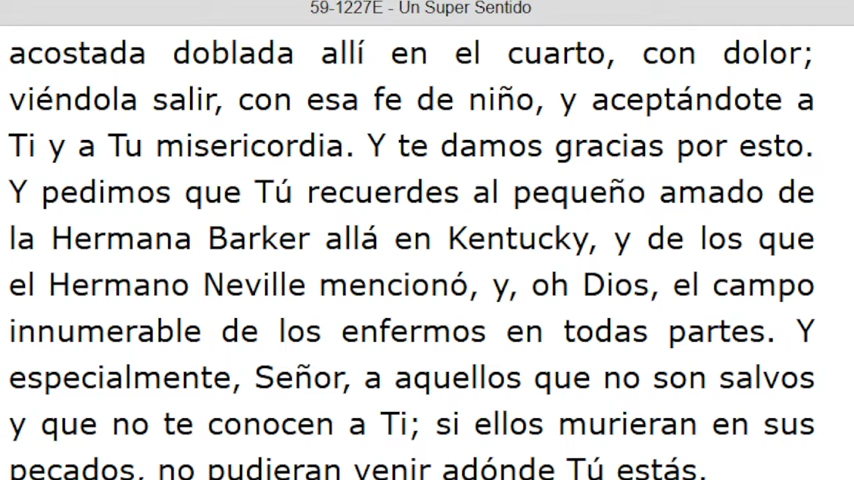 59-1227E - Un Super Sentido
acostada doblada allí en el cuarto, con dolor;
viéndola salir, con esa fe de niño, y aceptándote a
Ti y a Tu misericordia. Y te damos gracias por esto.
Y pedimos que Tú recuerdes al pequeño amado de
la Hermana Barker allá en Kentucky, y de los que
el Hermano Neville mencionó, y, oh Dios, el campo
innumerable de los enfermos en todas partes. Y
especialmente, Señor, a aquellos que no son salvos
y que no te conocen a Ti; si ellos murieran en sus
pecados, no pudieran venir adónde Tú estás.